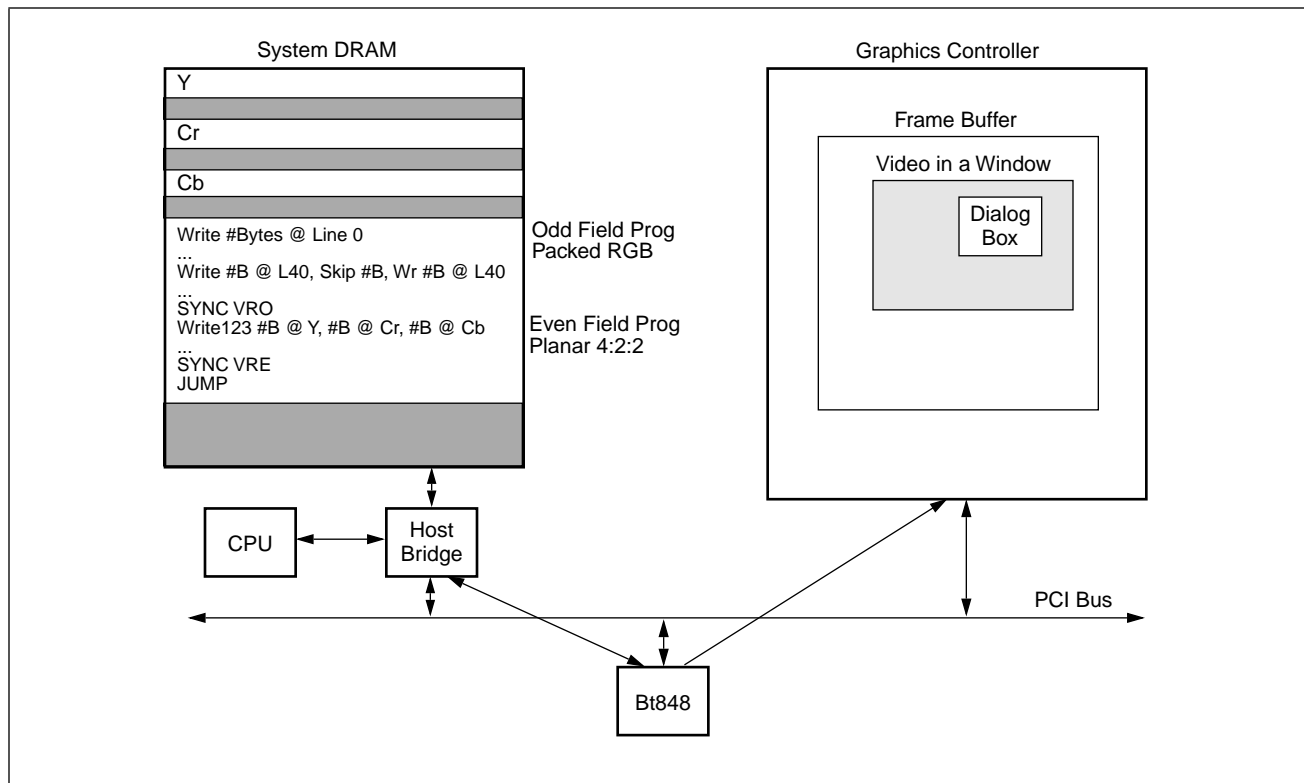 System DRAM
Y
Cr
Cb
Write #Bytes @ Line 0
...
Write #B @ L40, Skip #B, Wr #B @ L40
...
SYNC VRO
Write123 #B @ Y, #B @ Cr, #B @ Cb
...
SYNC VRE
JUMP
Odd Field Prog
Packed RGB
Even Field Prog
Planar 4:2:2
Graphics Controller
Frame Buffer
Video in a Window
Dialog
Box
CPU
Host
Bridge
PCI Bus
Bt848